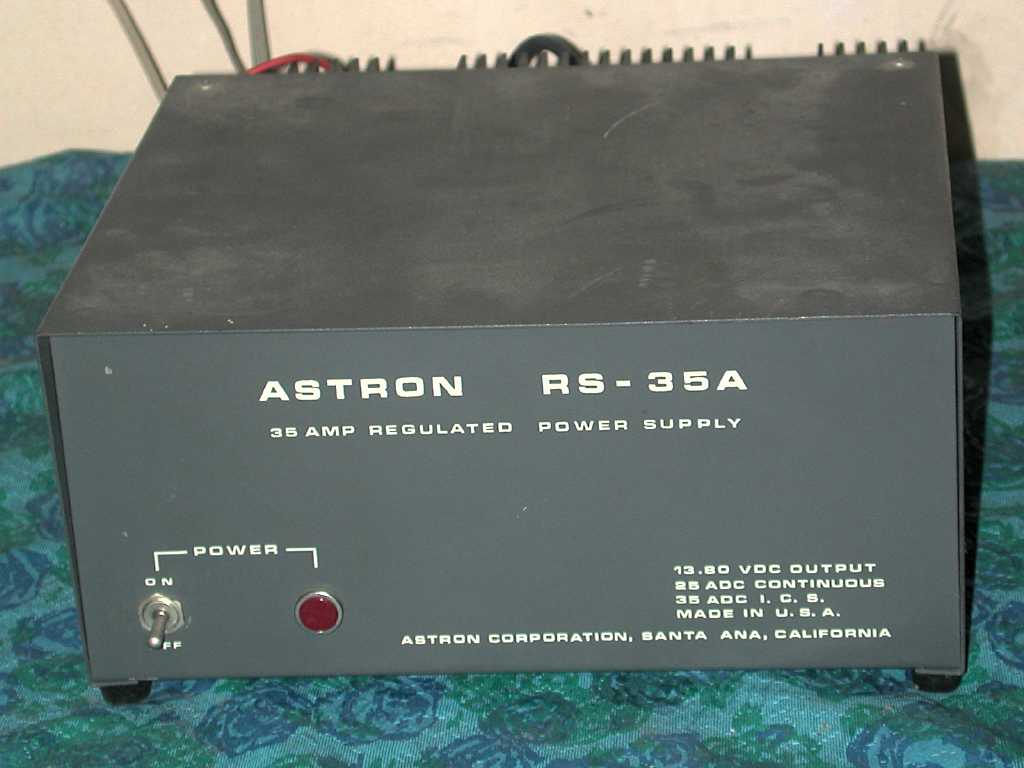 ASTRON RS-35A
35 AMP REGULATED POWER SUPPLY
POWER
ON
OFF
13.80 VDC OUTPUT
25 ADC CONTINUOUS
35 ADC I.C.S.
MADE IN U.S.A.
ASTRON CORPORATION, SANTA ANA, CALIFORNIA